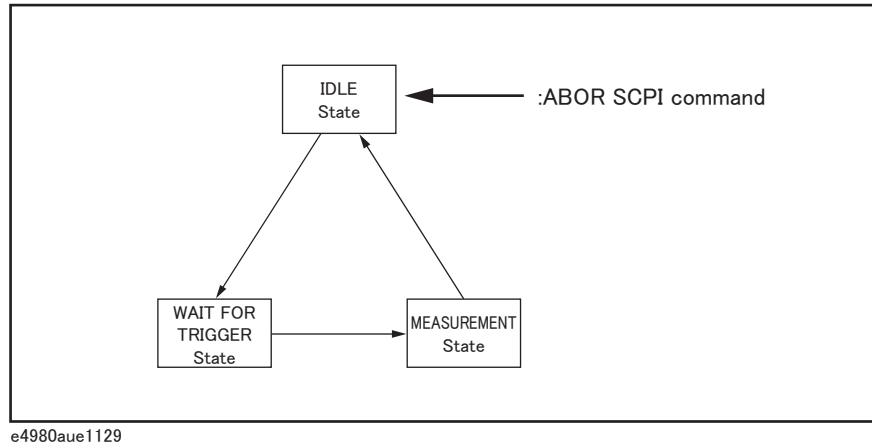 IDLE
State
:ABOR SCPI command
WAIT FOR
TRIGGER
State
MEASUREMENT
State
e4980aue1129